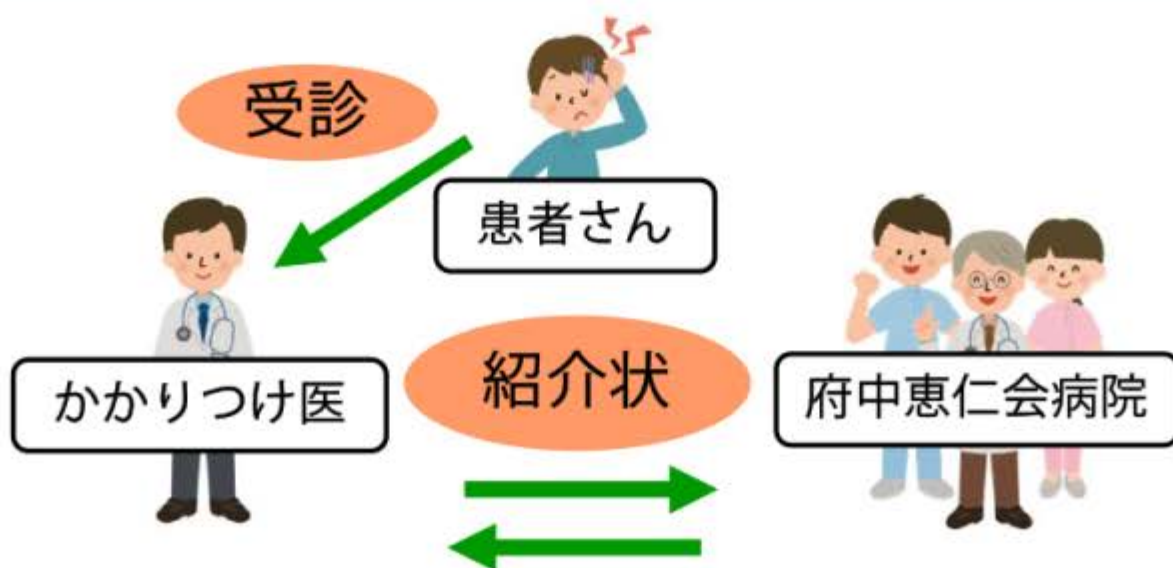 受診
患者さん
かかりつけ医
紹介状
府中恵仁会病院